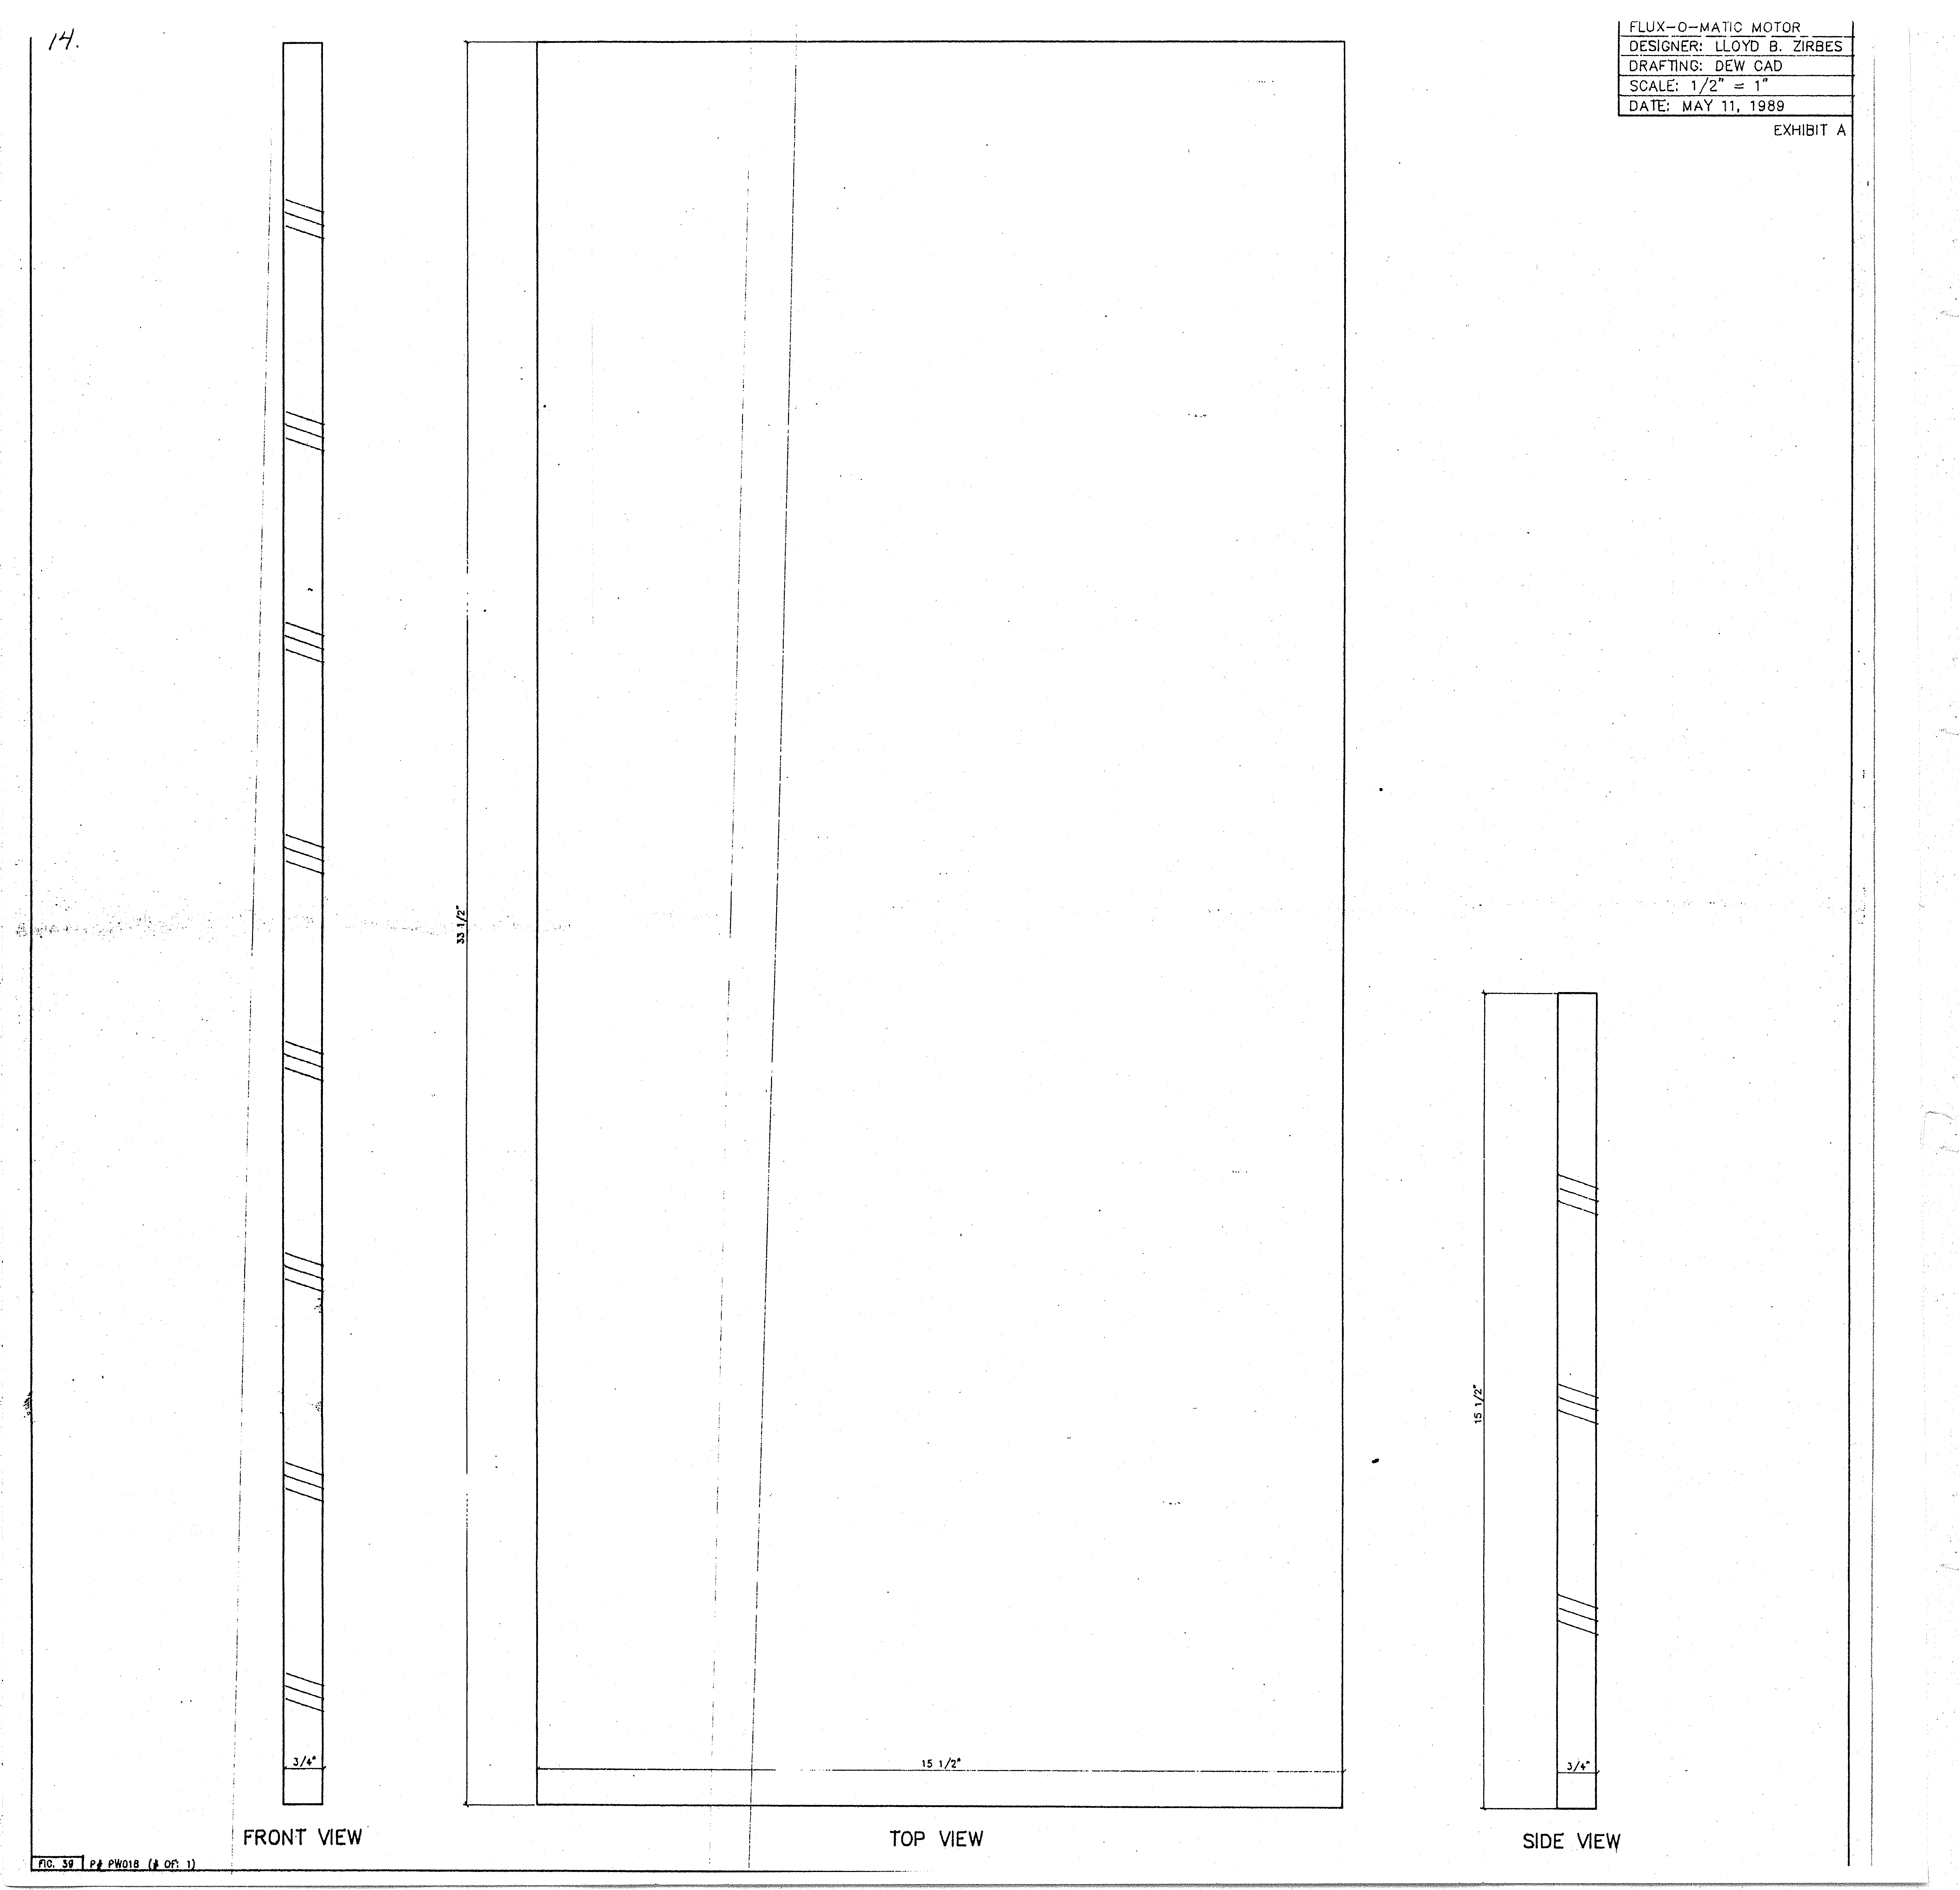 14.
FLUX-O-MATIC MOTOR
DESIGNER: LLOYD B. ZIRBES
DRAFTING: DEW CAD
SCALE: 1/2" = 1"
DATE: MAY 11, 1989
EXHIBIT A
33 1/2"
15 1/2"
3/4"
15 1/2"
3/4"
FRONT VIEW
TOP VIEW
SIDE VIEW
FIG. 39 P# PW018 (# OF: 1)